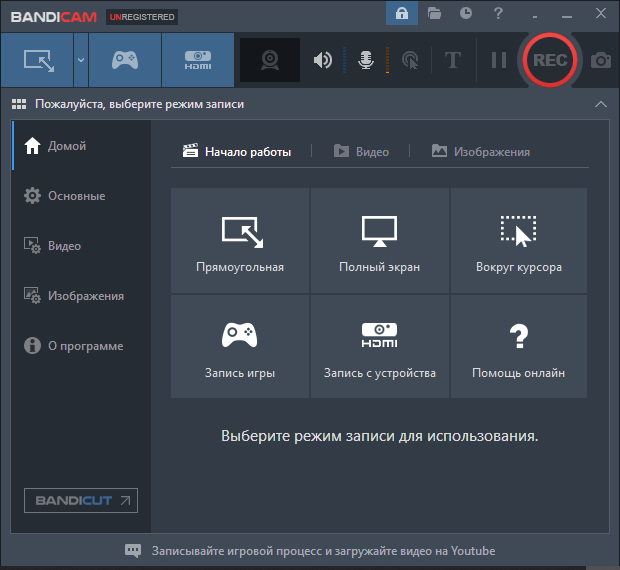 BANDICAM UNREGISTERED
?
HDMI T REC
Пожалуйста, выберите режим записи
Домой
Основные
Видео
Изображения
О программе
BANDICUT
Начало работы Видео Изображения
Прямоугольная Полный экран Вокруг курсора
HDMI ?
Запись игры Запись с устройства Помощь онлайн
Выберите режим записи для использования.
Записывайте игровой процесс и загружайте видео на Youtube